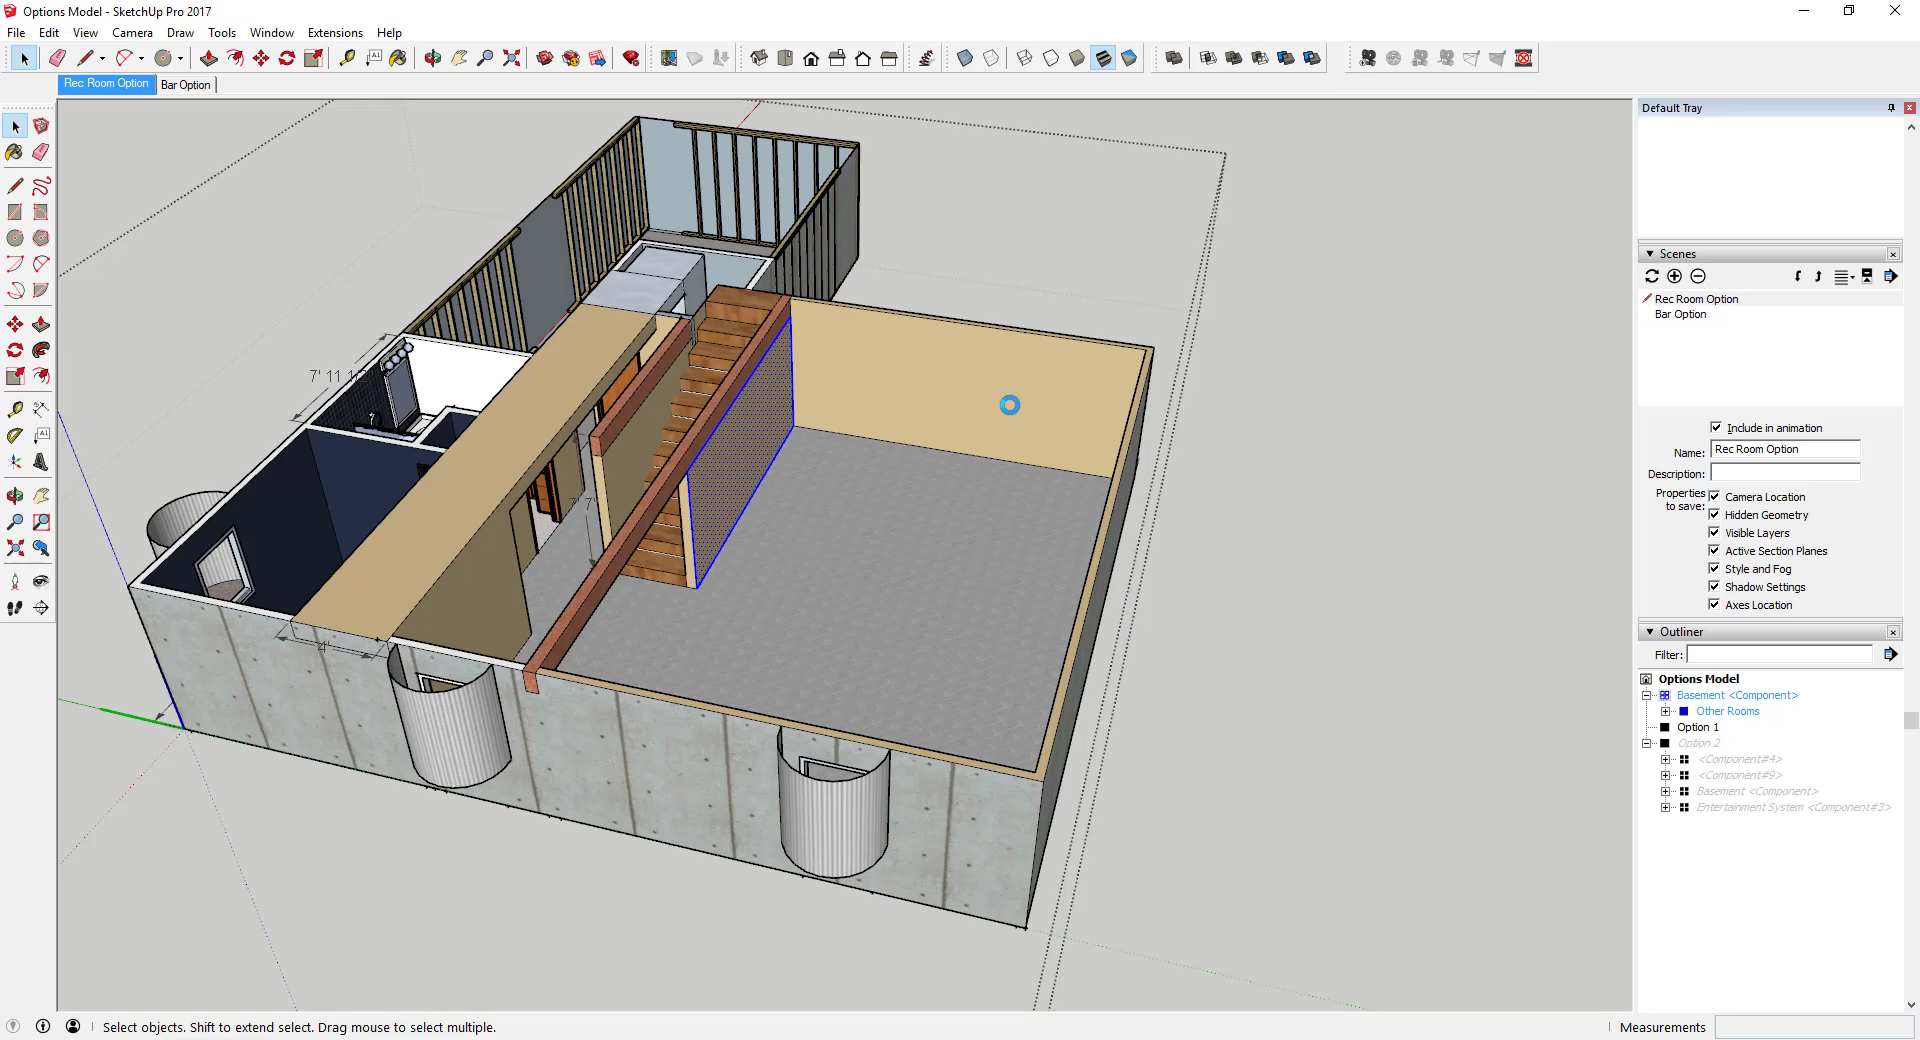 Options Model - SketchUp Pro 2017
File Edit View Camera Draw Tools Window Extensions Help
Rec Room Option Bar Option
Default Tray
Scenes
Rec Room Option
Bar Option
Include in animation
Name: Rec Room Option
Description:
Properties to save:
Camera Location
Hidden Geometry
Visible Layers
Active Section Planes
Style and Fog
Shadow Settings
Axes Location
Outliner
Filter:
Options Model
Basement <Component>
Other Rooms
Option 1
Option 2
<Component#4>
<Component#9>
Basement <Component>
Entertainment System <Component#3>
7' 11
4'
Select objects. Shift to extend select. Drag mouse to select multiple.
Measurements